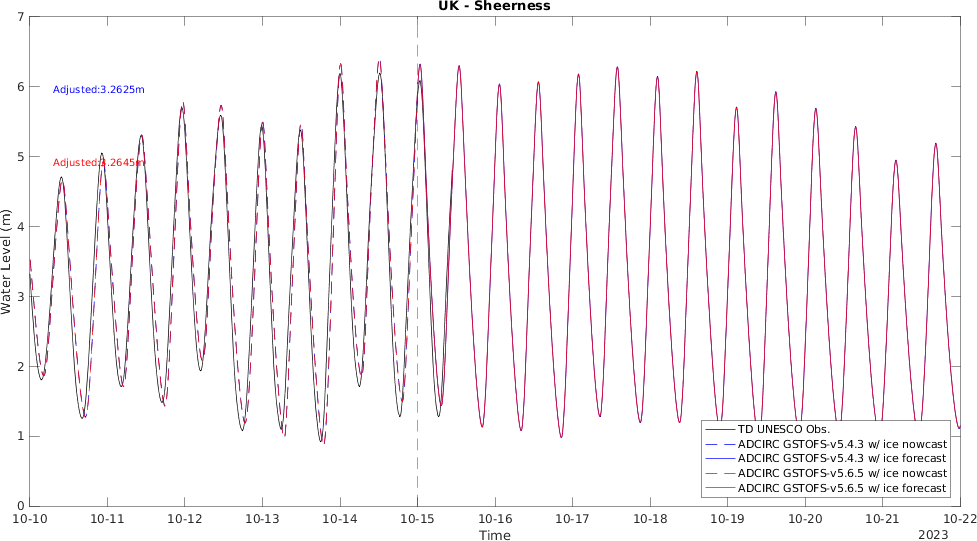 UK - Sheerness
7
6
5
4
3
2
1
0
Water Level (m)
Adjusted:3.2625m
Adjusted:3.2645m
10-10
10-11
10-12
10-13
10-14
10-15
10-16
10-17
10-18
10-19
10-20
10-21
10-22
Time
2023
TD UNESCO Obs.
ADCIRC GSTOFS-v5.4.3 w/ ice nowcast
ADCIRC GSTOFS-v5.4.3 w/ ice forecast
ADCIRC GSTOFS-v5.6.5 w/ ice nowcast
ADCIRC GSTOFS-v5.6.5 w/ ice forecast